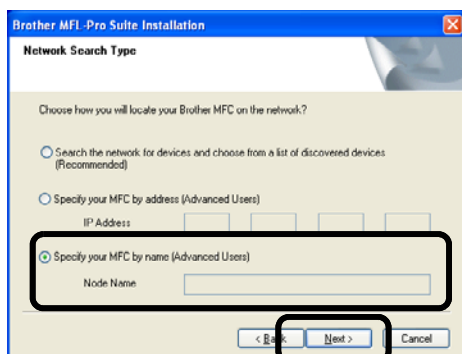 Brother MFL-Pro Suite Installation
Network Search Type
Choose how you will locate your Brother MFC on the network?
Search the network for devices and choose from a list of discovered devices
(Recommended)
Specify your MFC by address (Advanced Users)
IP Address
Specify your MFC by name (Advanced Users)
Node Name
< Back Next > Cancel